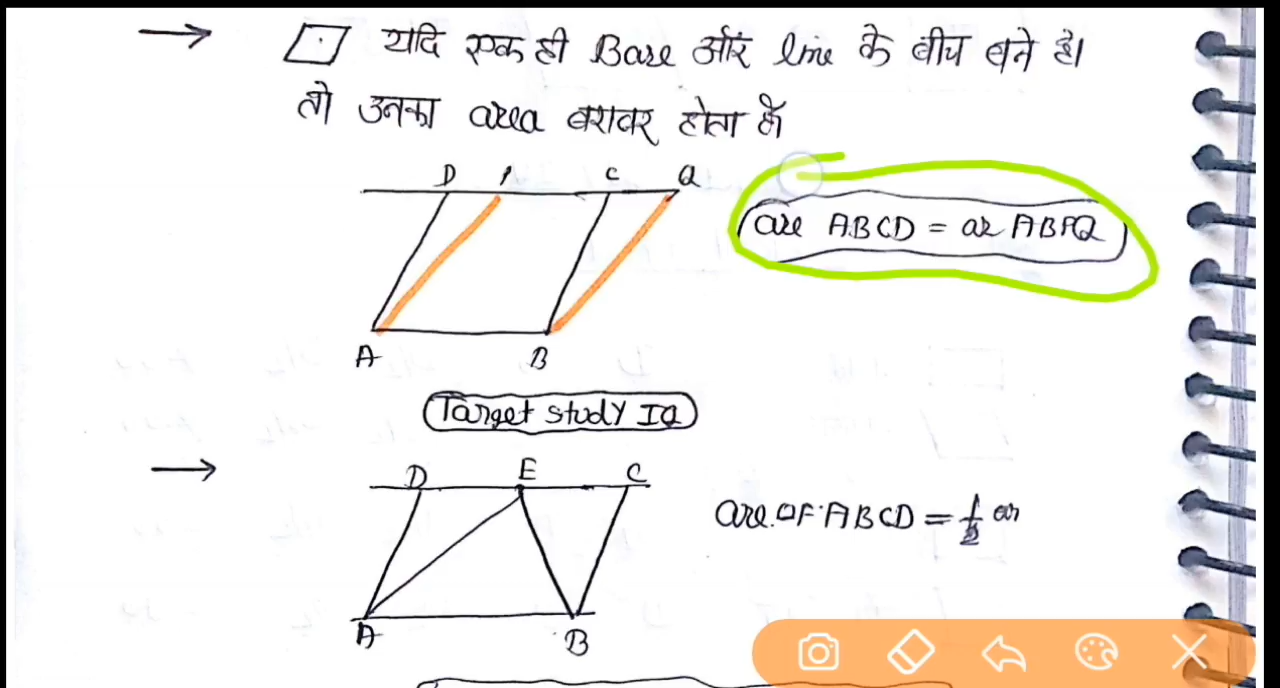 → ▱ यदि एक ही Base और line के बीच बने है।
तो उनका area बराबर होता है
D P C Q
are ABCD = ar ABPQ
A B
Target study IQ
→
D E C
are.OF.ABCD = 1/2 ar
A B